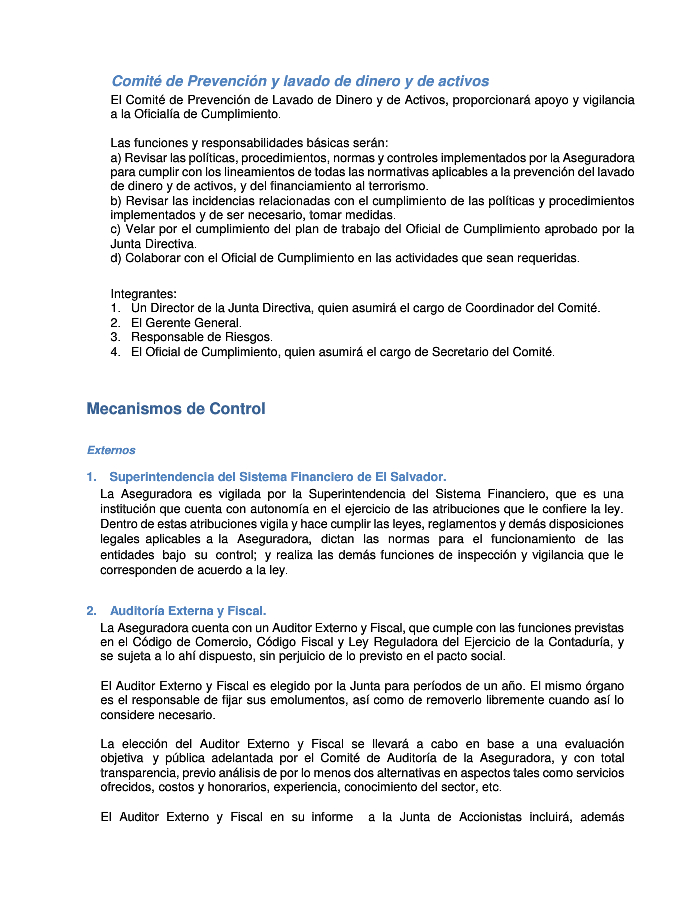 Comité de Prevención y lavado de dinero y de activos
El Comité de Prevención de Lavado de Dinero y de Activos, proporcionará apoyo y vigilancia
a la Oficialía de Cumplimiento.
Las funciones y responsabilidades básicas serán:
a) Revisar las políticas, procedimientos, normas y controles implementados por la Aseguradora
para cumplir con los lineamientos de todas las normativas aplicables a la prevención del lavado
de dinero y de activos, y del financiamiento al terrorismo.
b) Revisar las incidencias relacionadas con el cumplimiento de las políticas y procedimientos
implementados y de ser necesario, tomar medidas.
c) Velar por el cumplimiento del plan de trabajo del Oficial de Cumplimiento aprobado por la
Junta Directiva.
d) Colaborar con el Oficial de Cumplimiento en las actividades que sean requeridas.
Integrantes:
1. Un Director de la Junta Directiva, quien asumirá el cargo de Coordinador del Comité.
2. El Gerente General.
3. Responsable de Riesgos.
4. El Oficial de Cumplimiento, quien asumirá el cargo de Secretario del Comité.
Mecanismos de Control
Externos
1. Superintendencia del Sistema Financiero de El Salvador.
La Aseguradora es vigilada por la Superintendencia del Sistema Financiero, que es una
institución que cuenta con autonomía en el ejercicio de las atribuciones que le confiere la ley.
Dentro de estas atribuciones vigila y hace cumplir las leyes, reglamentos y demás disposiciones
legales aplicables a la Aseguradora, dictan las normas para el funcionamiento de las
entidades bajo su control; y realiza las demás funciones de inspección y vigilancia que le
corresponden de acuerdo a la ley.
2. Auditoría Externa y Fiscal.
La Aseguradora cuenta con un Auditor Externo y Fiscal, que cumple con las funciones previstas
en el Código de Comercio, Código Fiscal y Ley Reguladora del Ejercicio de la Contaduría, y
se sujeta a lo ahí dispuesto, sin perjuicio de lo previsto en el pacto social.
El Auditor Externo y Fiscal es elegido por la Junta para períodos de un año. El mismo órgano
es el responsable de fijar sus emolumentos, así como de removerlo libremente cuando así lo
considere necesario.
La elección del Auditor Externo y Fiscal se llevará a cabo en base a una evaluación
objetiva y pública adelantada por el Comité de Auditoría de la Aseguradora, y con total
transparencia, previo análisis de por lo menos dos alternativas en aspectos tales como servicios
ofrecidos, costos y honorarios, experiencia, conocimiento del sector, etc.
El Auditor Externo y Fiscal en su informe a la Junta de Accionistas incluirá, además